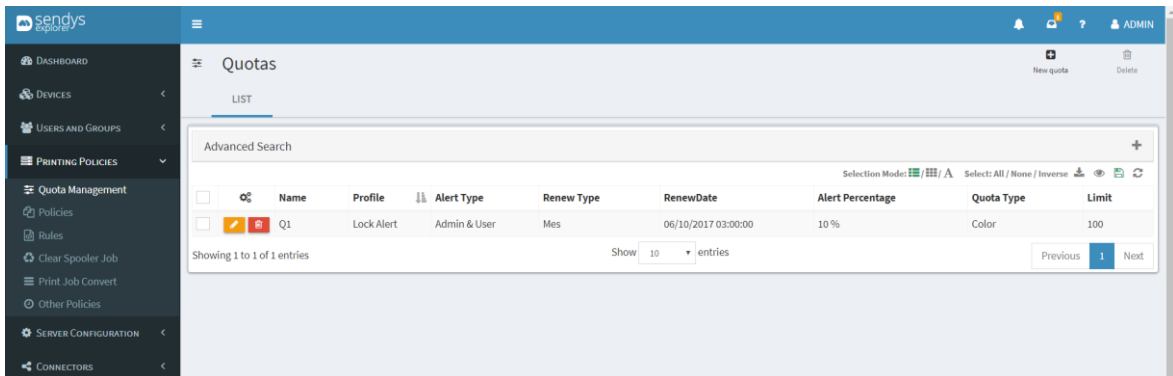 sendys
explorer
1
?
ADMIN
DASHBOARD
DEVICES
USERS AND GROUPS
PRINTING POLICIES
Quota Management
Policies
Rules
Clear Spooler Job
Print Job Convert
Other Policies
SERVER CONFIGURATION
CONNECTORS
Quotas
New quota
Delete
LIST
Advanced Search
Selection Mode: / / A Select: All / None / Inverse
Name Profile Alert Type Renew Type RenewDate Alert Percentage Quota Type Limit
Q1 Lock Alert Admin & User Mes 06/10/2017 03:00:00 10 % Color 100
Showing 1 to 1 of 1 entries Show 10 entries Previous 1 Next